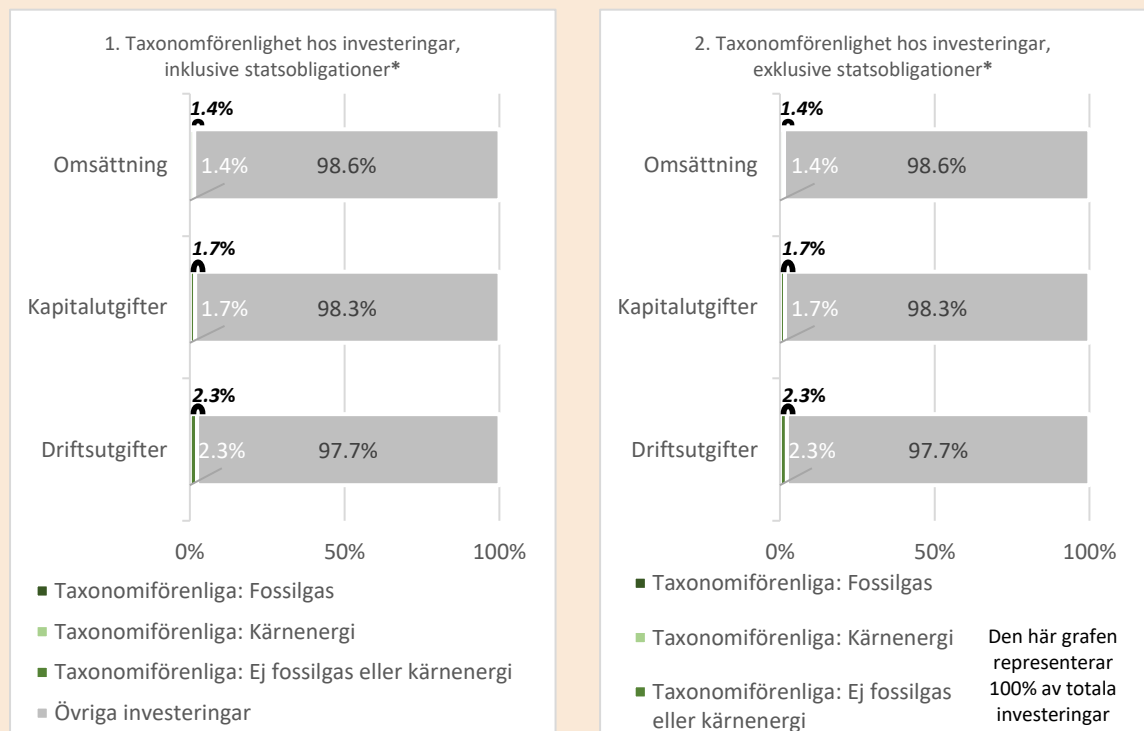 1. Taxonomförenlighet hos investeringar,
inklusive statsobligationer*
1.4%
Omsättning
1.4%
98.6%
1.7%
Kapitalutgifter
1.7%
98.3%
2.3%
Driftsutgifter
2.3%
97.7%
0%
50%
100%
Taxonomiförenliga: Fossilgas
Taxonomiförenliga: Kärnenergi
Taxonomiförenliga: Ej fossilgas eller kärnenergi
Övriga investeringar
2. Taxonomförenlighet hos investeringar,
exklusive statsobligationer*
1.4%
Omsättning
1.4%
98.6%
1.7%
Kapitalutgifter
1.7%
98.3%
2.3%
Driftsutgifter
2.3%
97.7%
0%
50%
100%
Taxonomiförenliga: Fossilgas
Taxonomiförenliga: Kärnenergi
Taxonomiförenliga: Ej fossilgas
eller kärnenergi
Den här grafen
representerar
100% av totala
investeringar